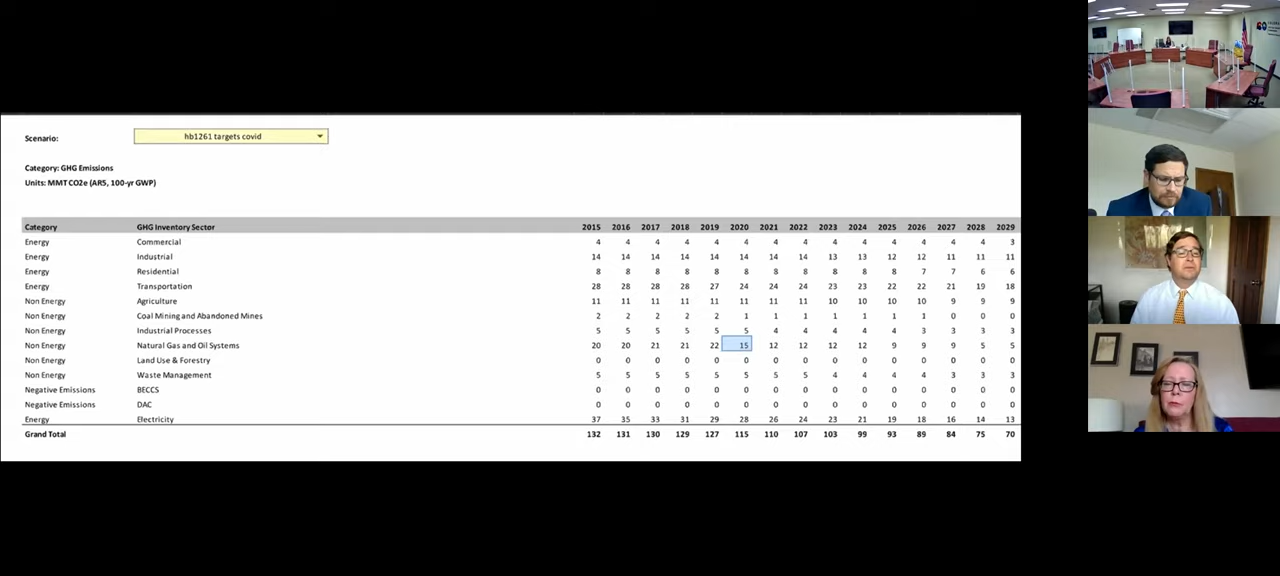 Scenario: hb1261 targets covid
Category: GHG Emissions
Units: MMT CO2e (AR5, 100-yr GWP)
Category GHG Inventory Sector 2015 2016 2017 2018 2019 2020 2021 2022 2023 2024 2025 2026 2027 2028 2029
Energy Commercial 4 4 4 4 4 4 4 4 4 4 4 4 4 4 3
Energy Industrial 14 14 14 14 14 14 14 14 13 13 12 12 11 11 11
Energy Residential 8 8 8 8 8 8 8 8 8 8 8 7 7 6 6
Energy Transportation 28 28 28 28 27 24 24 24 23 23 22 22 21 19 18
Non Energy Agriculture 11 11 11 11 11 11 11 11 10 10 10 10 9 9 9
Non Energy Coal Mining and Abandoned Mines 2 2 2 2 2 1 1 1 1 1 1 1 0 0 0
Non Energy Industrial Processes 5 5 5 5 5 5 4 4 4 4 4 3 3 3 3
Non Energy Natural Gas and Oil Systems 20 20 21 21 22 15 12 12 12 12 9 9 9 5 5
Non Energy Land Use & Forestry 0 0 0 0 0 0 0 0 0 0 0 0 0 0 0
Non Energy Waste Management 5 5 5 5 5 5 5 5 4 4 4 4 3 3 3
Negative Emissions BECCS 0 0 0 0 0 0 0 0 0 0 0 0 0 0 0
Negative Emissions DAC 0 0 0 0 0 0 0 0 0 0 0 0 0 0 0
Energy Electricity 37 35 33 31 29 28 26 24 23 21 19 18 16 14 13
Grand Total 132 131 130 129 127 115 110 107 103 99 93 89 84 75 70